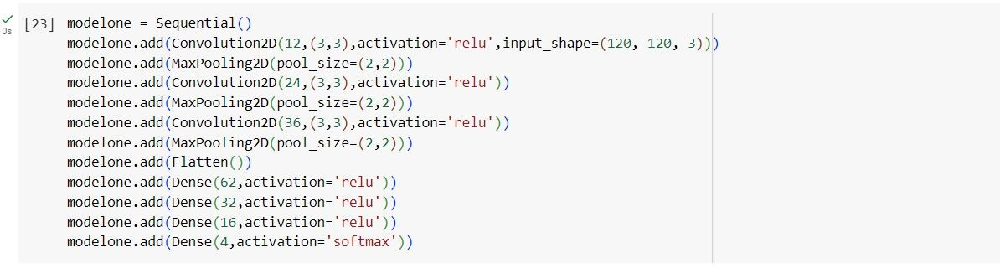 [23] modelone = Sequential()
0s
modelone.add(Convolution2D(12,(3,3),activation='relu',input_shape=(120, 120, 3)))
modelone.add(MaxPooling2D(pool_size=(2,2)))
modelone.add(Convolution2D(24,(3,3),activation='relu'))
modelone.add(MaxPooling2D(pool_size=(2,2)))
modelone.add(Convolution2D(36,(3,3),activation='relu'))
modelone.add(MaxPooling2D(pool_size=(2,2)))
modelone.add(Flatten())
modelone.add(Dense(62,activation='relu'))
modelone.add(Dense(32,activation='relu'))
modelone.add(Dense(16,activation='relu'))
modelone.add(Dense(4,activation='softmax'))